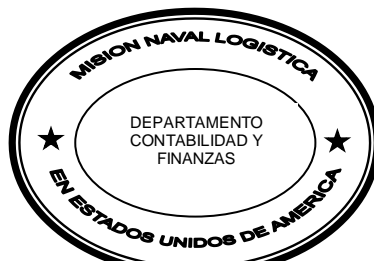 MISION NAVAL LOGISTICA
DEPARTAMENTO
CONTABILIDAD Y
FINANZAS
EN ESTADOS UNIDOS DE AMERICA